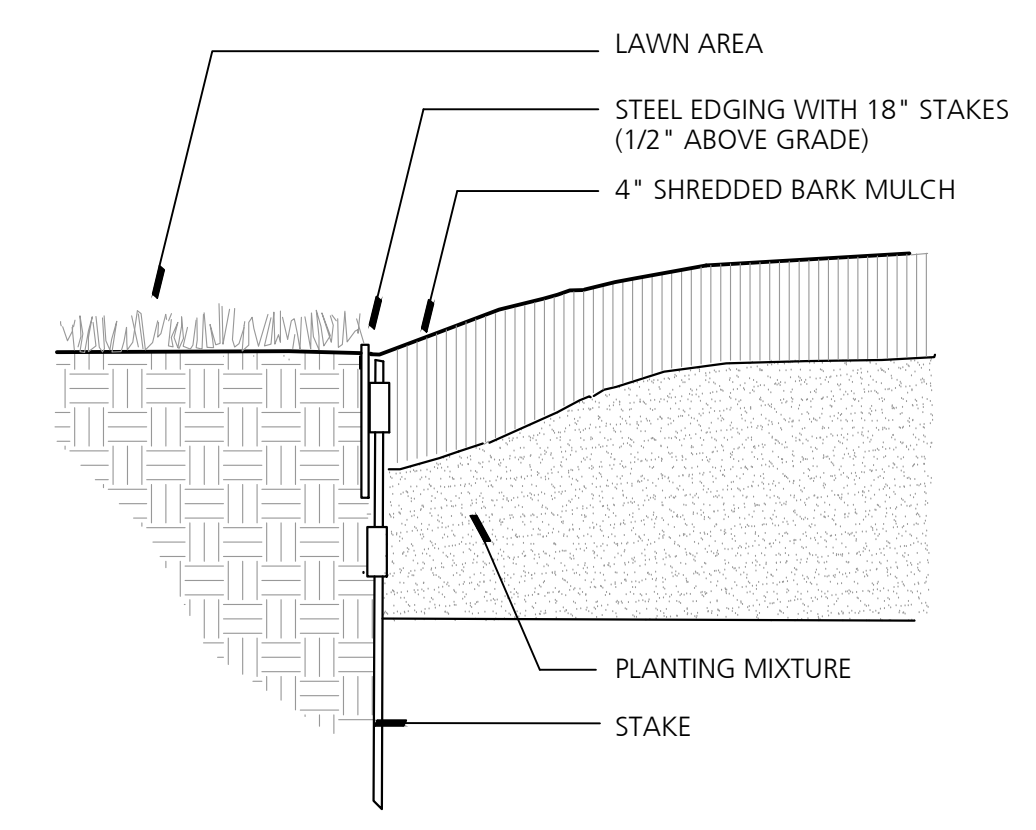 LAWN AREA
STEEL EDGING WITH 18" STAKES
(1/2" ABOVE GRADE)
4" SHREDDED BARK MULCH
PLANTING MIXTURE
STAKE